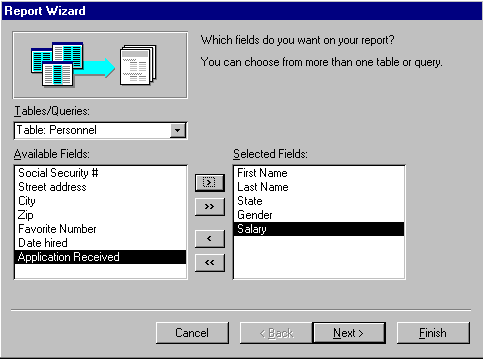 Report Wizard
Which fields do you want on your report?
You can choose from more than one table or query.
Tables/Queries:
Table: Personnel
Available Fields:
Social Security #
Street address
City
Zip
Favorite Number
Date hired
Application Received
>
>>
<
<<
Selected Fields:
First Name
Last Name
State
Gender
Salary
Cancel
< Back
Next >
Finish